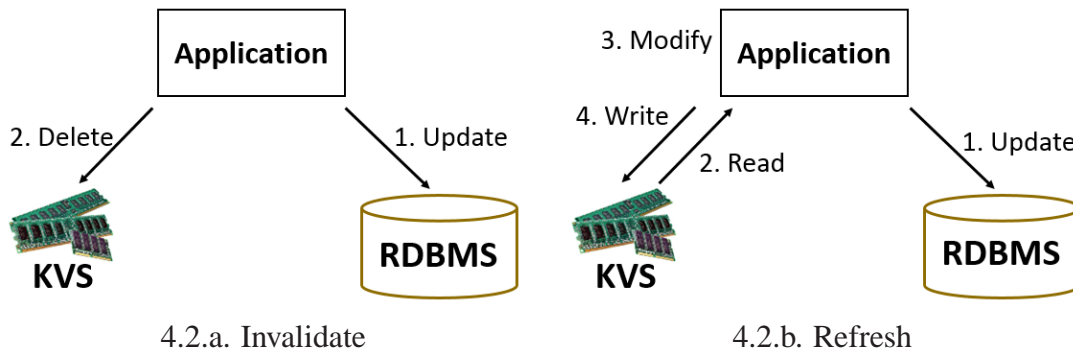 Application
2. Delete
1. Update
KVS
RDBMS
4.2.a. Invalidate
3. Modify
Application
4. Write
2. Read
1. Update
KVS
RDBMS
4.2.b. Refresh